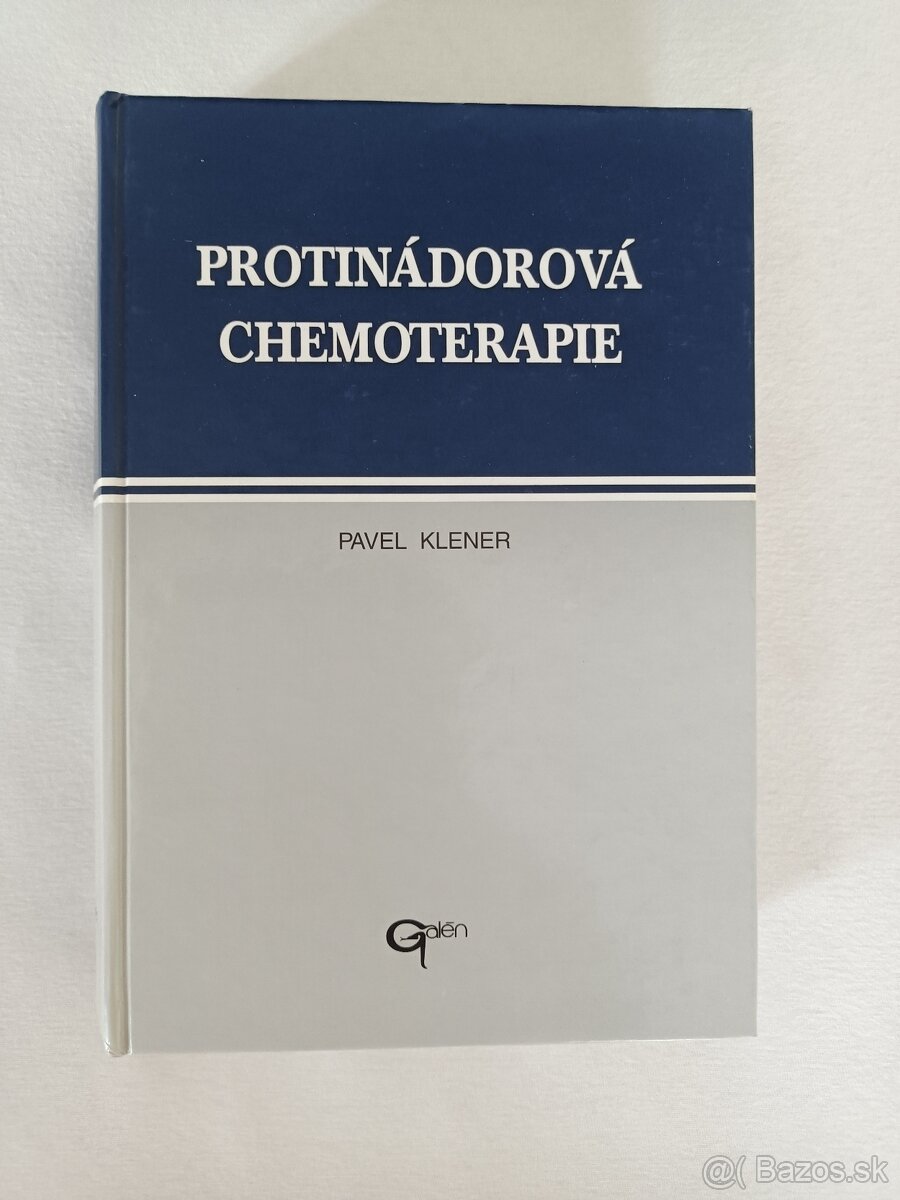 PROTINÁDOROVÁ
CHEMOTERAPIE
PAVEL KLENER
Galén
@( Bazos.sk